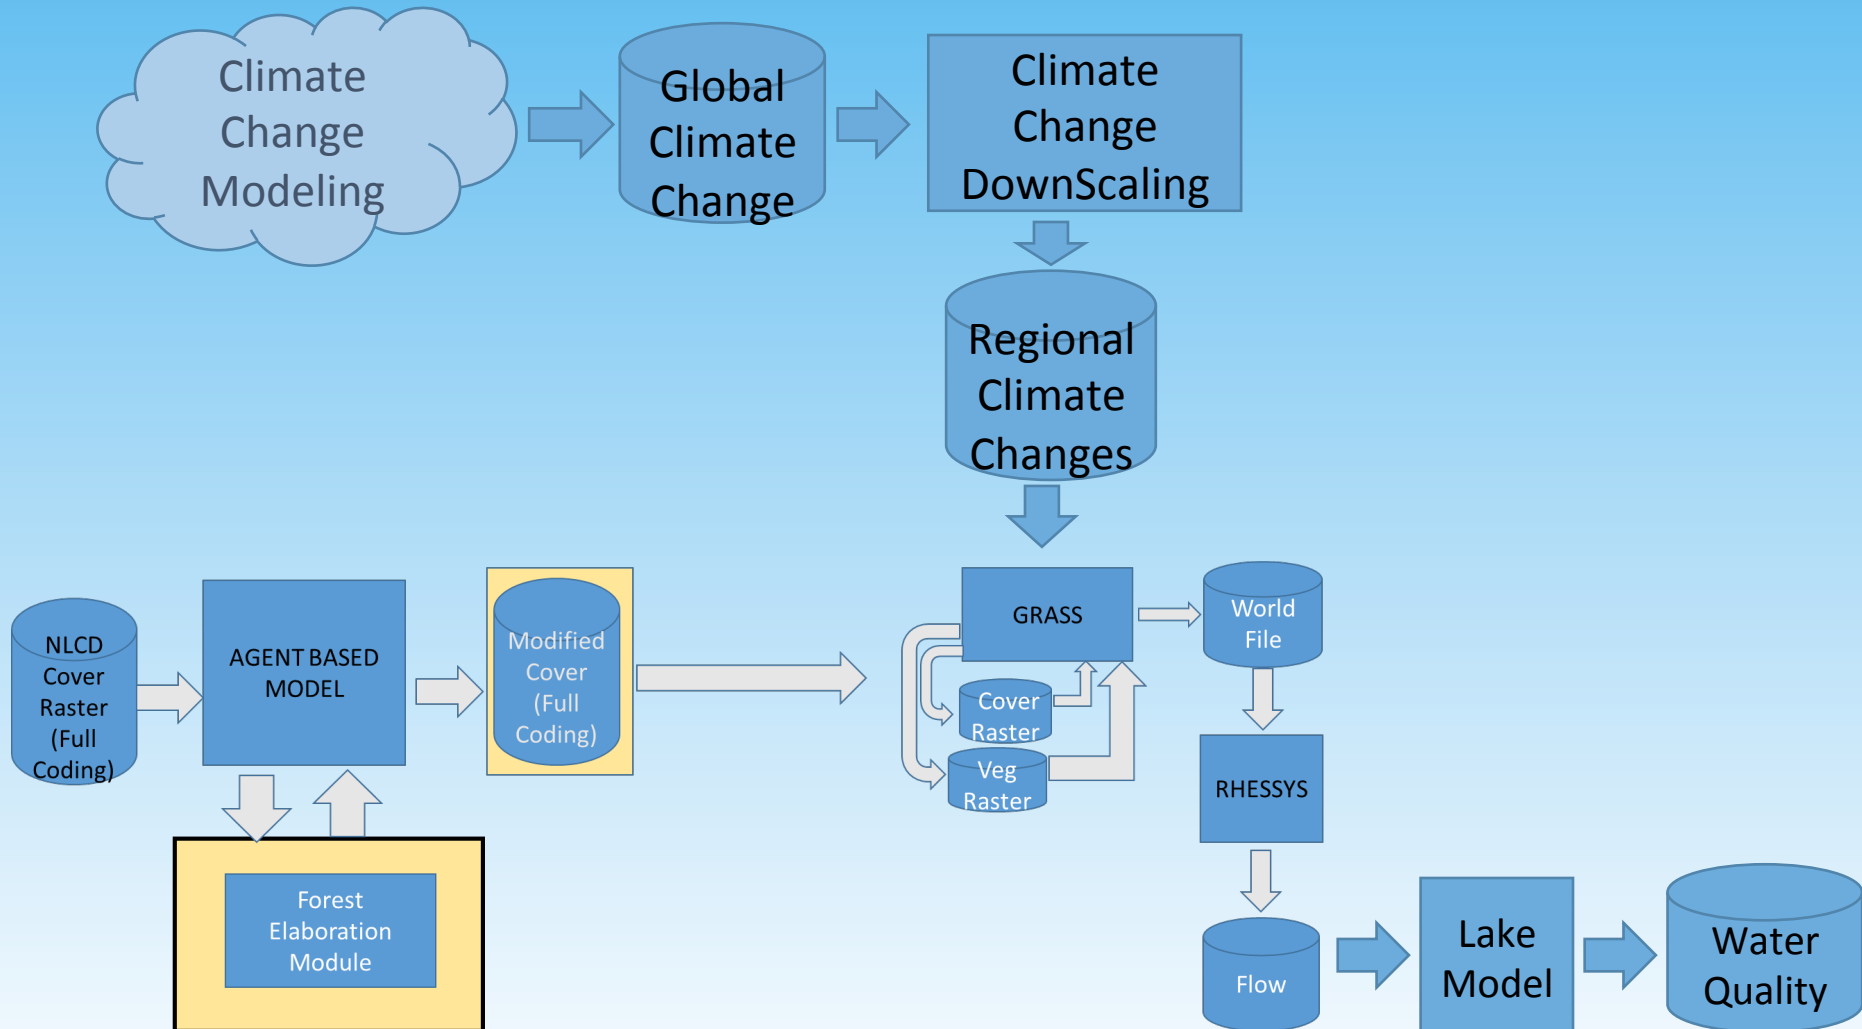 Climate
Change
Modeling
Global
Climate
Change
Climate
Change
DownScaling
Regional
Climate
Changes
NLCD
Cover
Raster
(Full
Coding)
AGENT BASED
MODEL
Modified
Cover
(Full
Coding)
Forest
Elaboration
Module
GRASS
Cover
Raster
Veg
Raster
World
File
RHESSYS
Flow
Lake
Model
Water
Quality